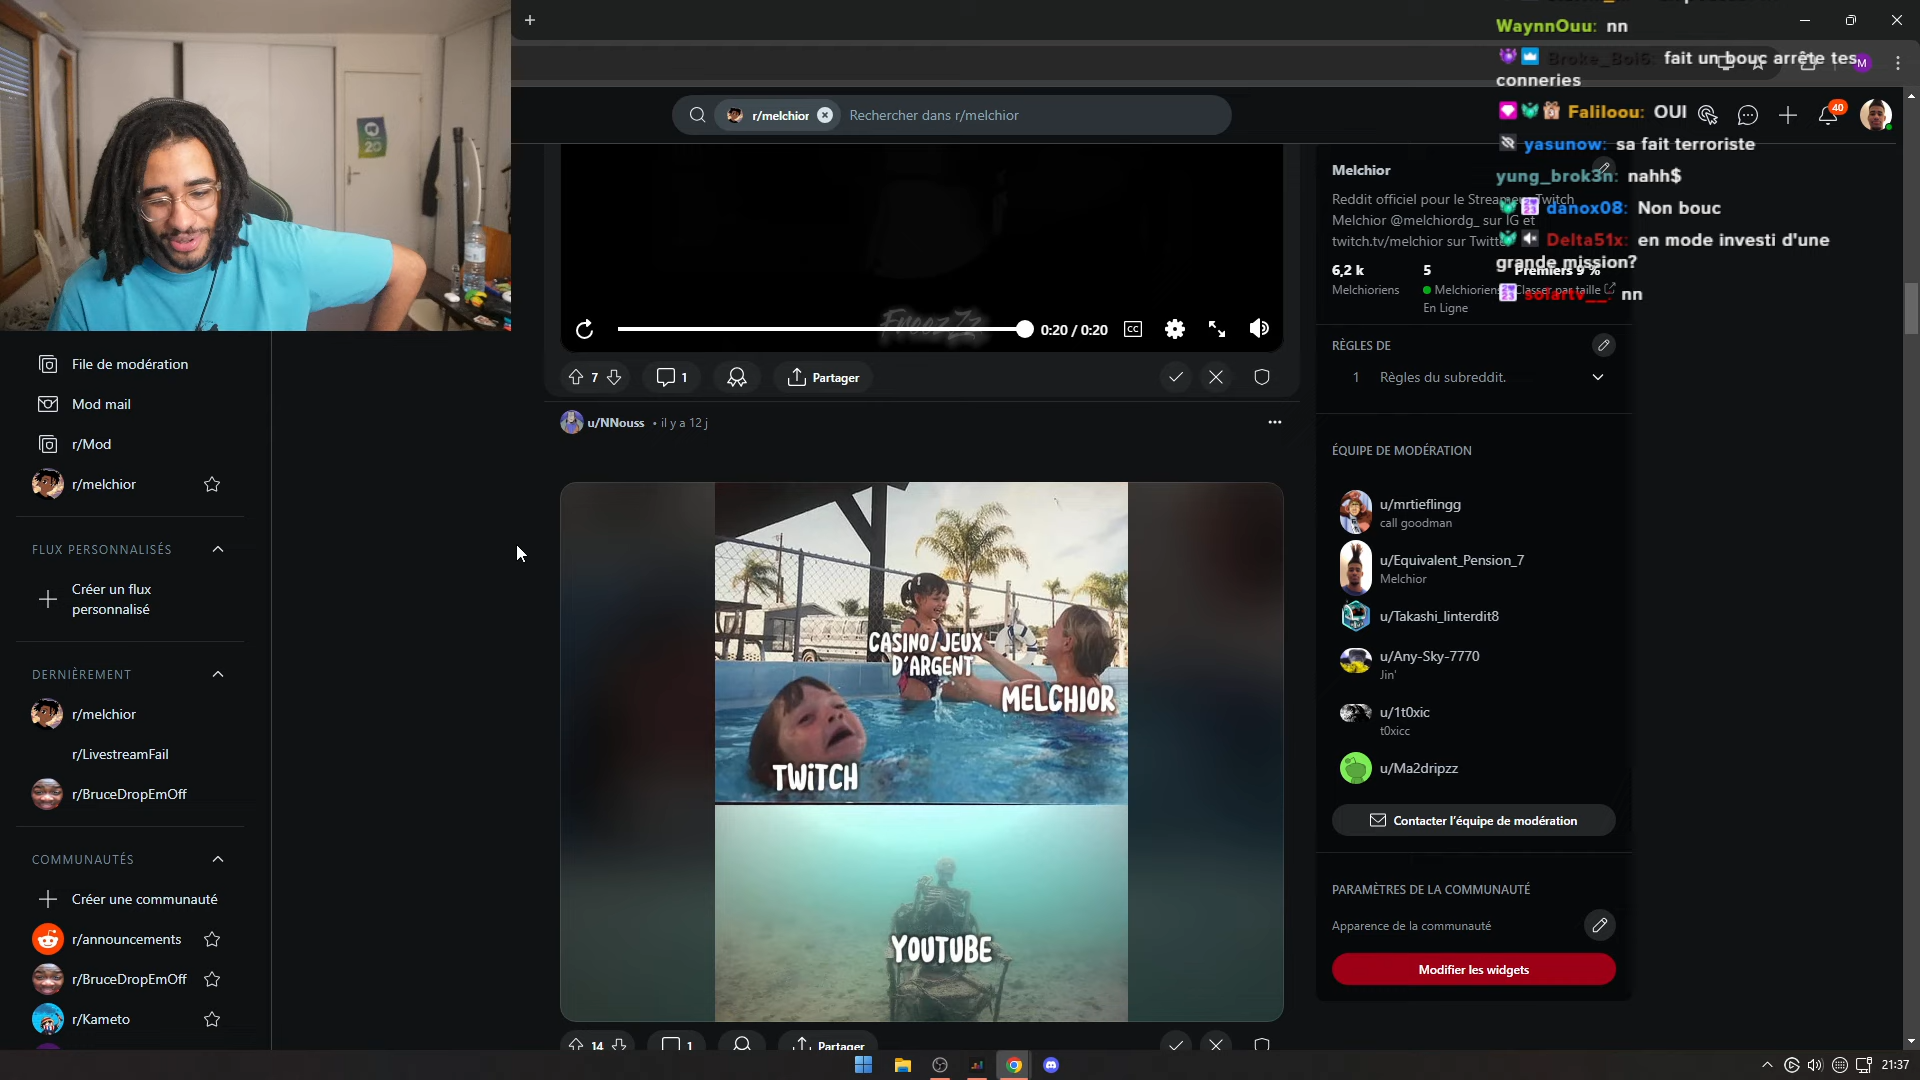 WaynnOuu: nn
Broke_Bol6: fait un bouc arrête tes
conneries
Faliloou: OUI
yasunow: sa fait terroriste
yung_brok3n: nahh$
danox08: Non bouc
Delta51x: en mode investi d'une
grande mission?
nn
r/melchior
Rechercher dans r/melchior
40
M
20
File de modération
Mod mail
r/Mod
r/melchior
FLUX PERSONNALISÉS
Créer un flux
personnalisé
DERNIÈREMENT
r/melchior
r/LivestreamFail
r/BruceDropEmOff
COMMUNAUTÉS
Créer une communauté
r/announcements
r/BruceDropEmOff
r/Kameto
FreezZz
0:20 / 0:20
CC
7
1
Partager
u/NNouss • il y a 12 j
CASINO/JEUX
D'ARGENT
MELCHIOR
TWITCH
YOUTUBE
14
1
Partager
Melchior
Reddit officiel pour le Streamer Twitch
Melchior @melchiordg_ sur IG et
twitch.tv/melchior sur Twitter
6,2 k
Melchioriens
5
Melchioriens
En Ligne
Premiers 9 %
Classer par taille
RÈGLES DE
1 Règles du subreddit.
ÉQUIPE DE MODÉRATION
u/mrtieflingg
call goodman
u/Equivalent_Pension_7
Melchior
u/Takashi_linterdit8
u/Any-Sky-7770
Jin'
u/1t0xic
t0xicc
u/Ma2dripzz
Contacter l'équipe de modération
PARAMÈTRES DE LA COMMUNAUTÉ
Apparence de la communauté
Modifier les widgets
21:37